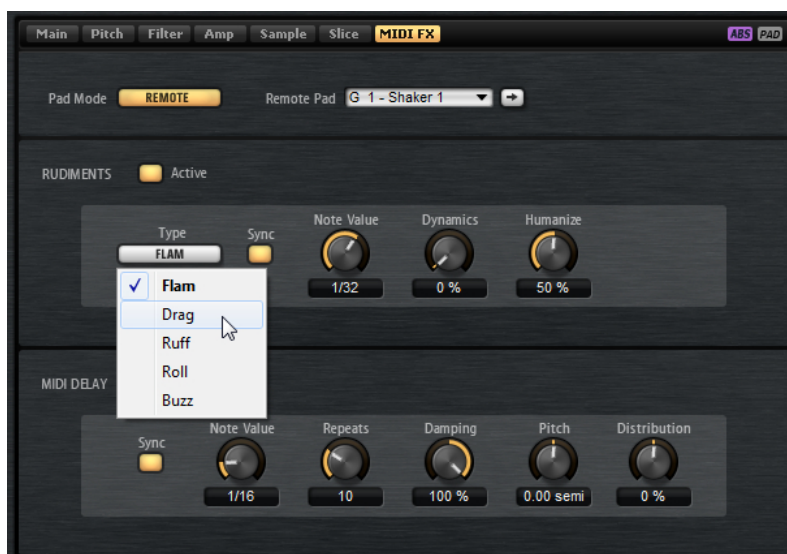 Main Pitch Filter Amp Sample Slice MIDI FX ABS PAD
Pad Mode REMOTE Remote Pad G 1 - Shaker 1
RUDIMENTS Active
Type Sync Note Value Dynamics Humanize
FLAM
1/32 0 % 50 %
Flam
Drag
Ruff
Roll
Buzz
MIDI DELAY
Sync Note Value Repeats Damping Pitch Distribution
1/16 10 100 % 0.00 semi 0 %